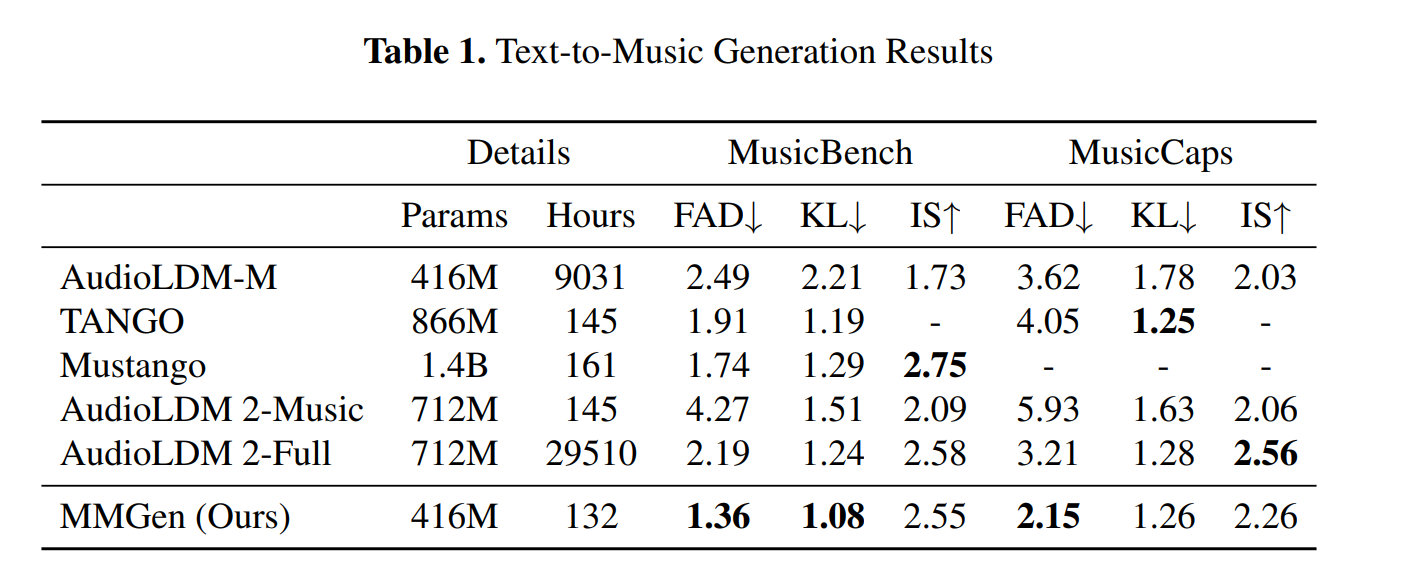 Table 1. Text-to-Music Generation Results
Details MusicBench MusicCaps
Params Hours FAD↓ KL↓ IS↑ FAD↓ KL↓ IS↑
AudioLDM-M 416M 9031 2.49 2.21 1.73 3.62 1.78 2.03
TANGO 866M 145 1.91 1.19 - 4.05 1.25 -
Mustango 1.4B 161 1.74 1.29 2.75 - - -
AudioLDM 2-Music 712M 145 4.27 1.51 2.09 5.93 1.63 2.06
AudioLDM 2-Full 712M 29510 2.19 1.24 2.58 3.21 1.28 2.56
MMGen (Ours) 416M 132 1.36 1.08 2.55 2.15 1.26 2.26